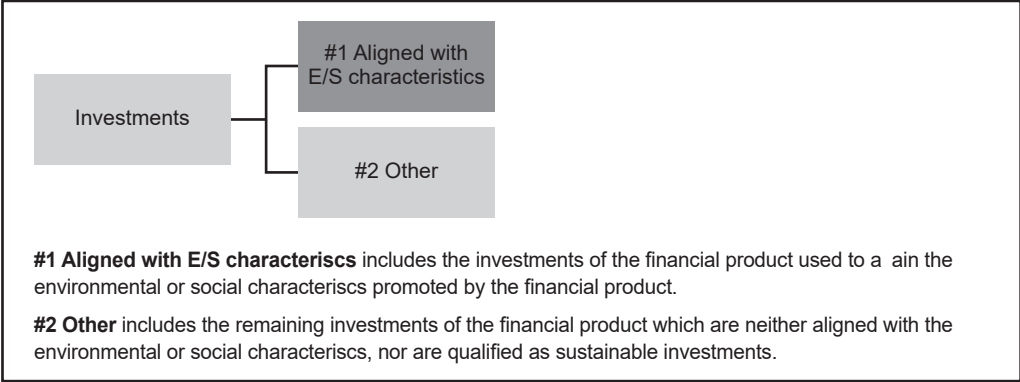 #1 Aligned with
E/S characteristics
Investments
#2 Other
#1 Aligned with E/S characteriscs includes the investments of the financial product used to a ain the
environmental or social characteriscs promoted by the financial product.
#2 Other includes the remaining investments of the financial product which are neither aligned with the
environmental or social characteriscs, nor are qualified as sustainable investments.